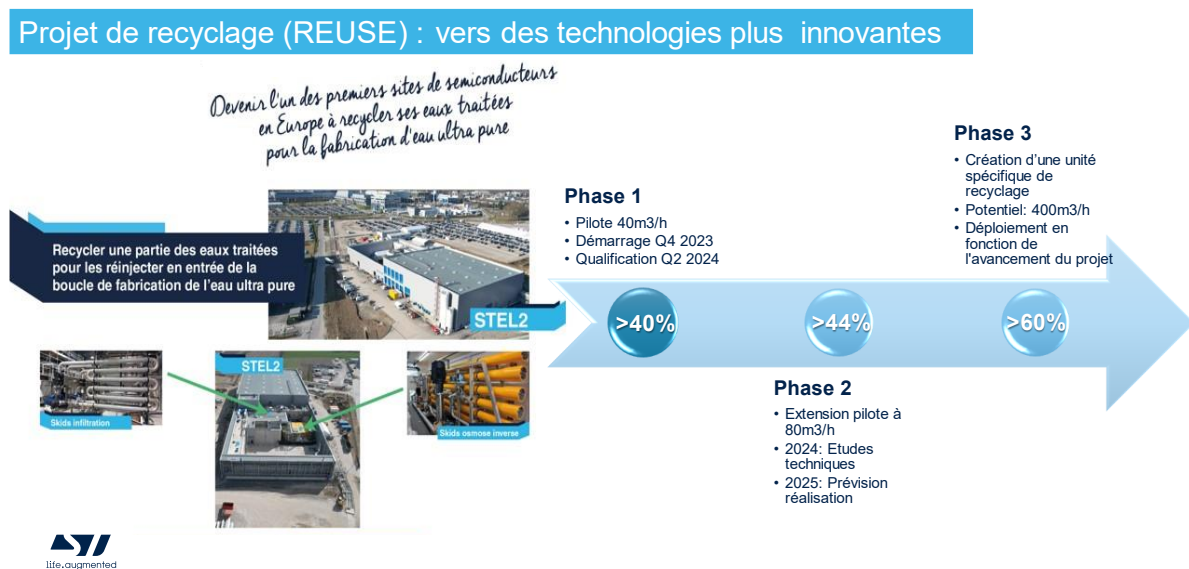 Projet de recyclage (REUSE) : vers des technologies plus innovantes
Devenir l'un des premiers sites de semiconducteurs
en Europe à recycler ses eaux traitées
pour la fabrication d'eau ultra pure
Recycler une partie des eaux traitées
pour les réinjecter en entrée de la
boucle de fabrication de l'eau ultra pure
STEL2
Skids infiltration
STEL2
Skids osmose inverse
Phase 1
• Pilote 40m3/h
• Démarrage Q4 2023
• Qualification Q2 2024
>40%
>44%
>60%
Phase 2
• Extension pilote à
80m3/h
• 2024: Etudes
techniques
• 2025: Prévision
réalisation
Phase 3
• Création d'une unité
spécifique de
recyclage
• Potentiel: 400m3/h
• Déploiement en
fonction de
l'avancement du projet
ST
life.augmented